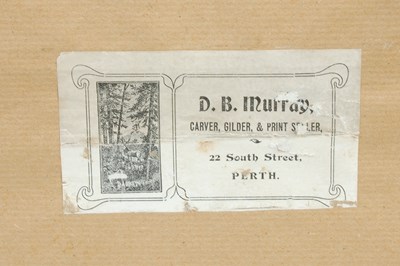 D. B. Murray,
CARVER, GILDER, & PRINT SELLER,
22 South Street,
PERTH.